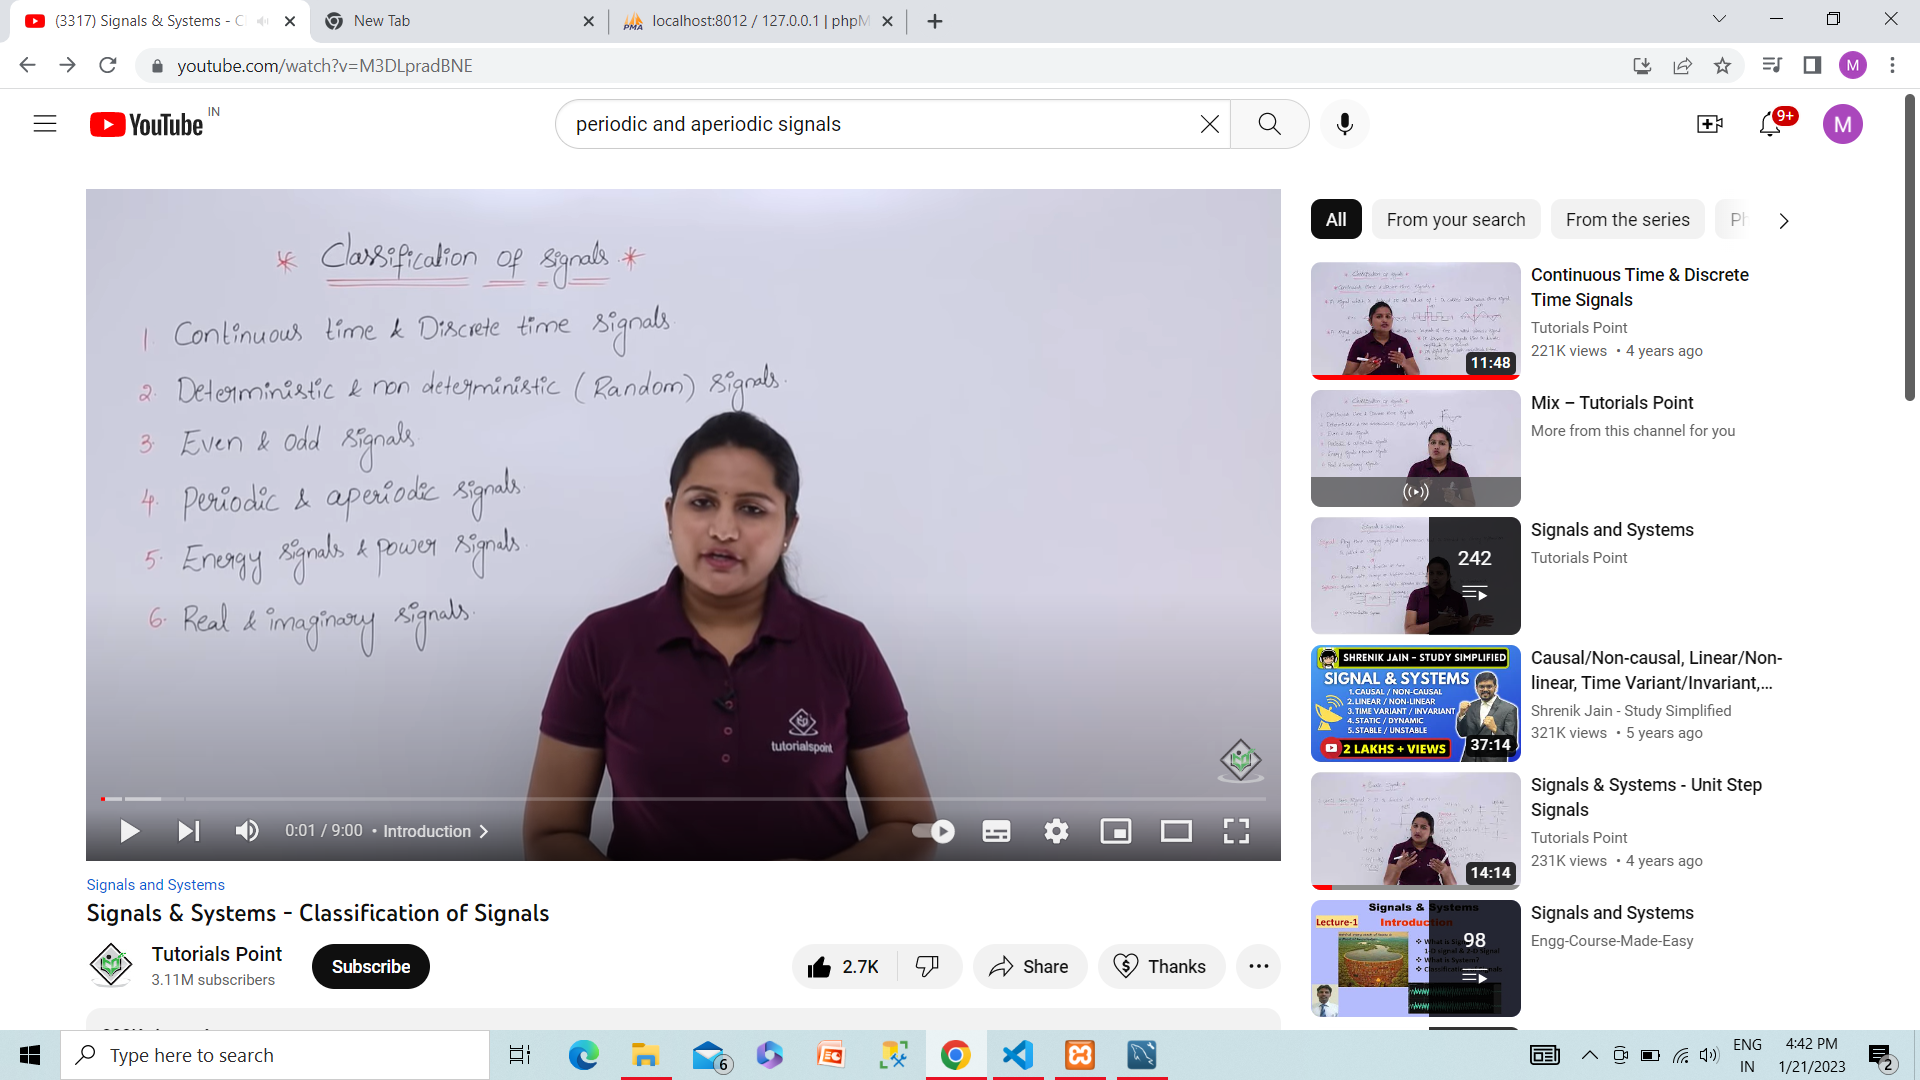 (3317) Signals & Systems - C
New Tab
localhost:8012 / 127.0.0.1 | phpM
youtube.com/watch?v=M3DLpradBNE
M
YouTube IN
periodic and aperiodic signals
9+
M
* Classification of signals *
1. Continuous time & Discrete time signals.
2. Deterministic & non deterministic (Random) signals.
3. Even & odd signals.
4. Periodic & aperiodic signals.
5. Energy signals & power signals.
6. Real & imaginary signals.
tutorialspoint
0:01 / 9:00 • Introduction
Signals and Systems
Signals & Systems - Classification of Signals
Tutorials Point
3.11M subscribers
Subscribe
2.7K
Share
Thanks
All
From your search
From the series
Continuous Time & Discrete
Time Signals
Tutorials Point
221K views • 4 years ago
11:48
Mix – Tutorials Point
More from this channel for you
Signals and Systems
Tutorials Point
242
SHRENIK JAIN - STUDY SIMPLIFIED
SIGNAL & SYSTEMS
1.CAUSAL / NON-CAUSAL
2.LINEAR / NON-LINEAR
3.TIME VARIANT / INVARIANT
4.STATIC / DYNAMIC
5.STABLE / UNSTABLE
2 LAKHS + VIEWS
37:14
Causal/Non-causal, Linear/Non-
linear, Time Variant/Invariant,...
Shrenik Jain - Study Simplified
321K views • 5 years ago
Signals & Systems - Unit Step
Signals
Tutorials Point
231K views • 4 years ago
14:14
Signals & Systems
Lecture-1 Introduction
98
Signals and Systems
Engg-Course-Made-Easy
Type here to search
6
ENG
IN
4:42 PM
1/21/2023
2